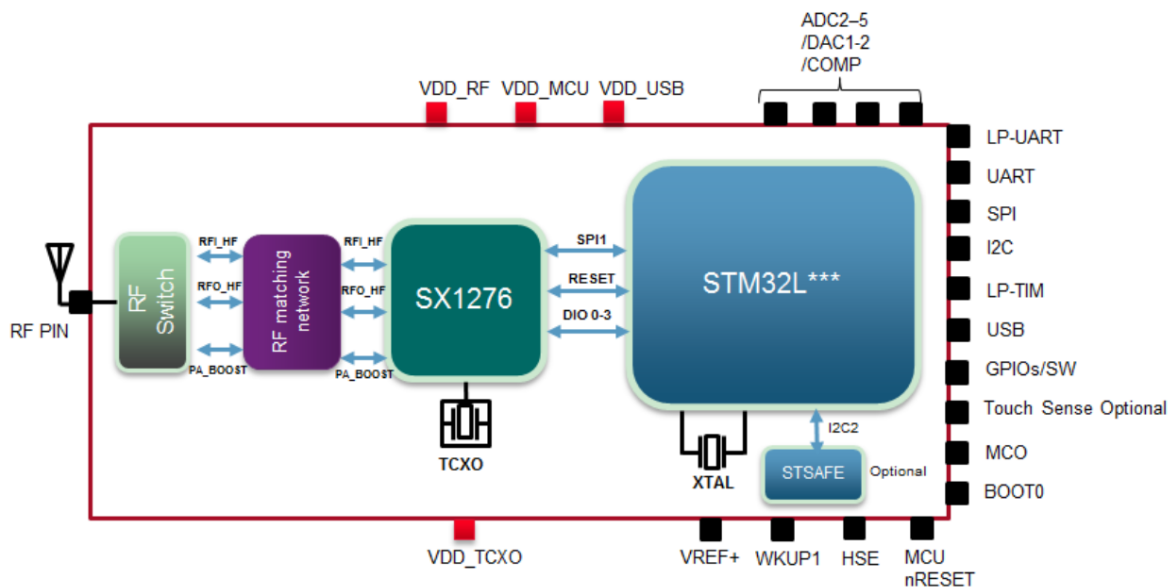 ADC2–5
/DAC1-2
/COMP
VDD_RF
VDD_MCU
VDD_USB
LP-UART
UART
SPI
I2C
LP-TIM
USB
GPIOs/SW
Touch Sense Optional
MCO
BOOT0
RF PIN
RF
Switch
RFI_HF
RFO_HF
PA_BOOST
RF matching
network
RFI_HF
RFO_HF
PA_BOOST
SX1276
SPI1
RESET
DIO 0-3
STM32L***
TCXO
XTAL
I2C2
STSAFE
Optional
VDD_TCXO
VREF+
WKUP1
HSE
MCU
nRESET